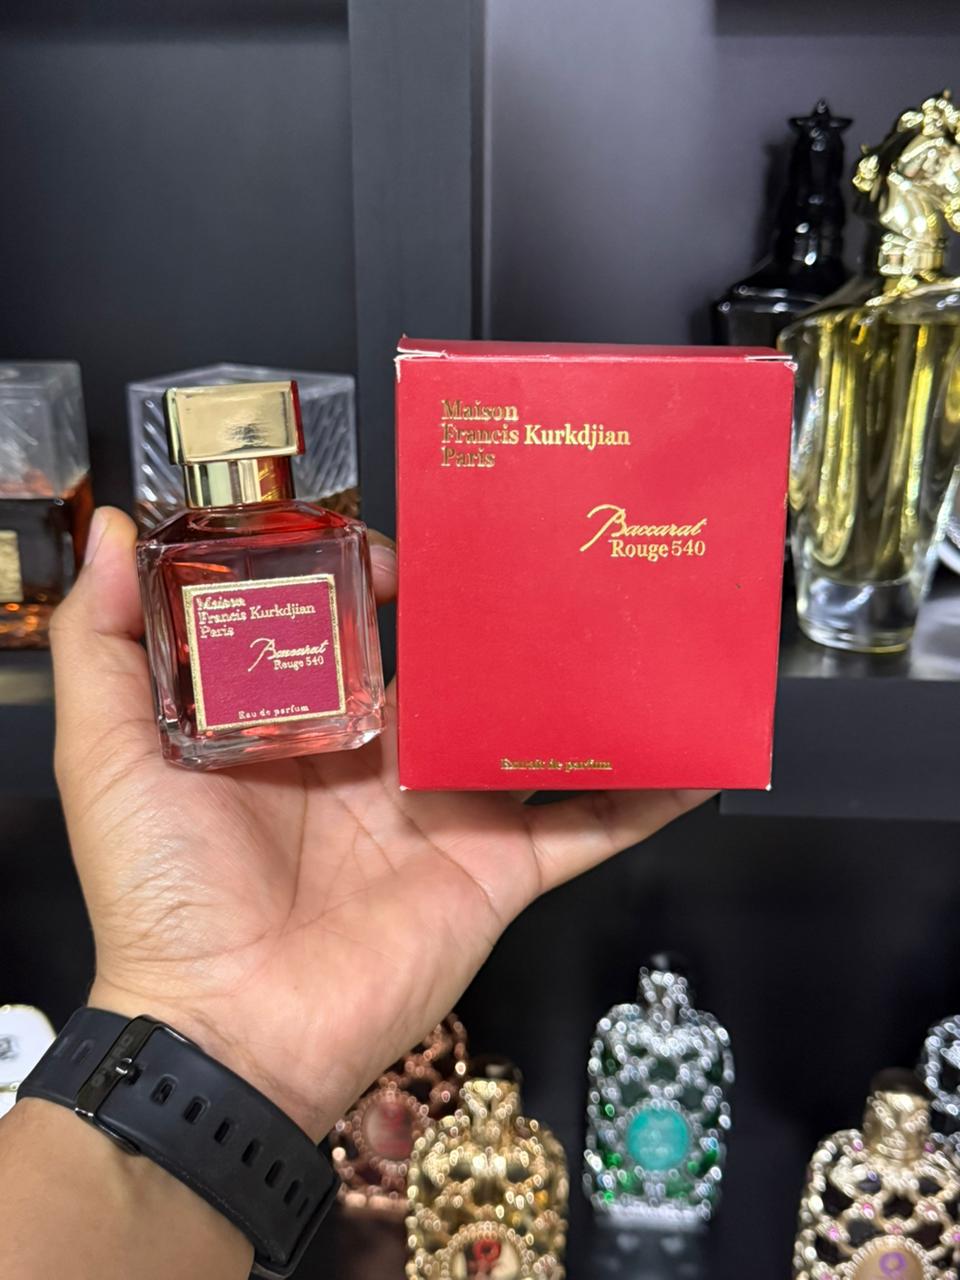 Maison
Francis Kurkdjian
Paris
Baccarat
Rouge 540
Eau de parfum
Maison
Francis Kurkdjian
Paris
Baccarat
Rouge 540
Extrait de parfum